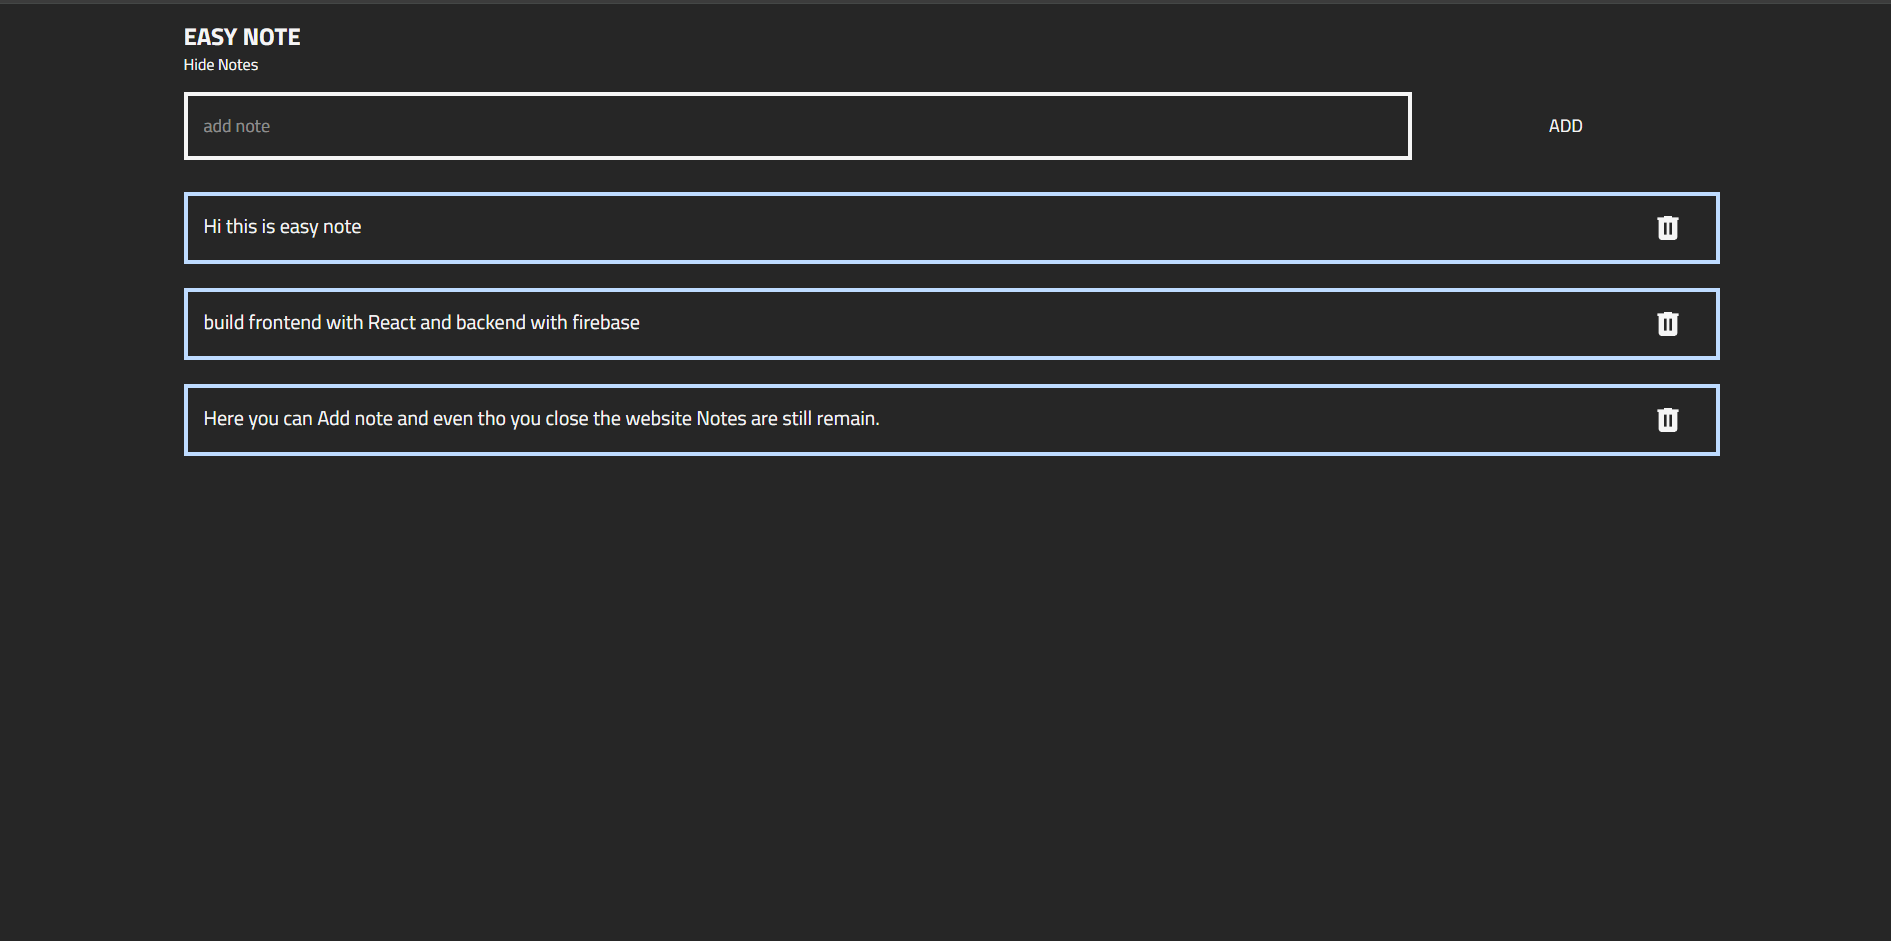 EASY NOTE
Hide Notes
add note
ADD
Hi this is easy note
build frontend with React and backend with firebase
Here you can Add note and even tho you close the website Notes are still remain.